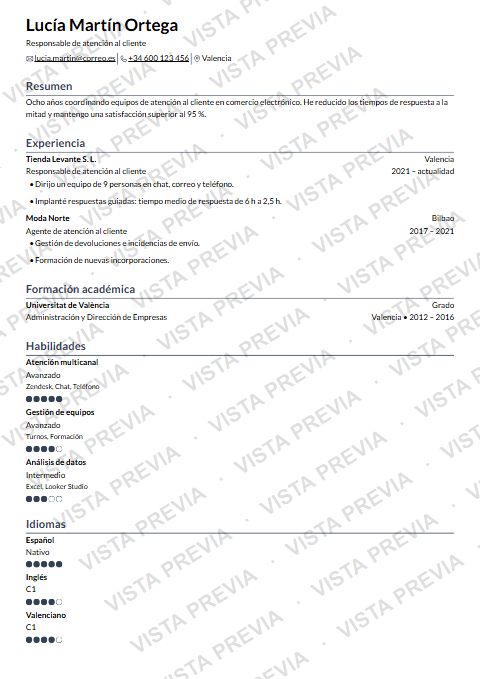 Lucía Martín Ortega
Responsable de atención al cliente
lucia.martin@correo.es | +34 600 123 456 | Valencia
Resumen
Ocho años coordinando equipos de atención al cliente en comercio electrónico. He reducido los tiempos de respuesta a la
mitad y mantengo una satisfacción superior al 95 %.
Experiencia
Tienda Levante S. L. Valencia
Responsable de atención al cliente 2021 – actualidad
• Dirijo un equipo de 9 personas en chat, correo y teléfono.
• Implanté respuestas guiadas: tiempo medio de respuesta de 6 h a 2,5 h.
Moda Norte Bilbao
Agente de atención al cliente 2017 – 2021
• Gestión de devoluciones e incidencias de envío.
• Formación de nuevas incorporaciones.
Formación académica
Universitat de València Grado
Administración y Dirección de Empresas Valencia • 2012 – 2016
Habilidades
Atención multicanal
Avanzado
Zendesk, Chat, Teléfono
Gestión de equipos
Avanzado
Turnos, Formación
Análisis de datos
Intermedio
Excel, Looker Studio
Idiomas
Español
Nativo
Inglés
C1
Valenciano
C1
VISTA PREVIA